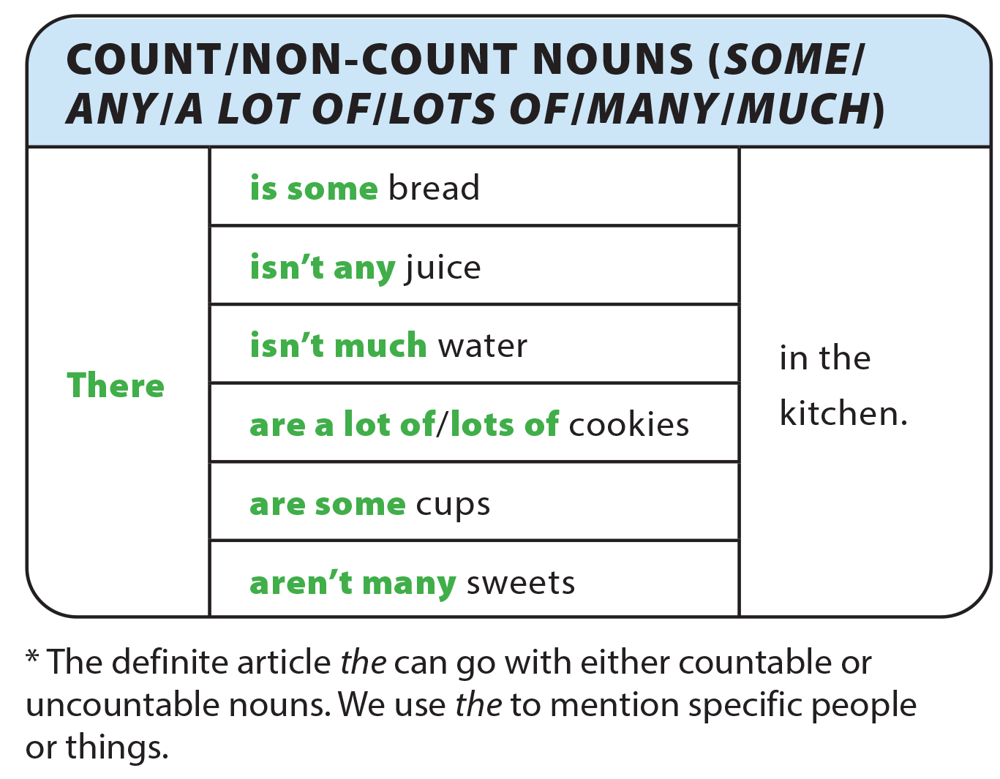 COUNT/NON-COUNT NOUNS (SOME/
ANY/A LOT OF/LOTS OF/MANY/MUCH)
There
is some bread
isn’t any juice
isn’t much water
are a lot of/lots of cookies
are some cups
aren’t many sweets
in the
kitchen.
* The definite article the can go with either countable or
uncountable nouns. We use the to mention specific people
or things.